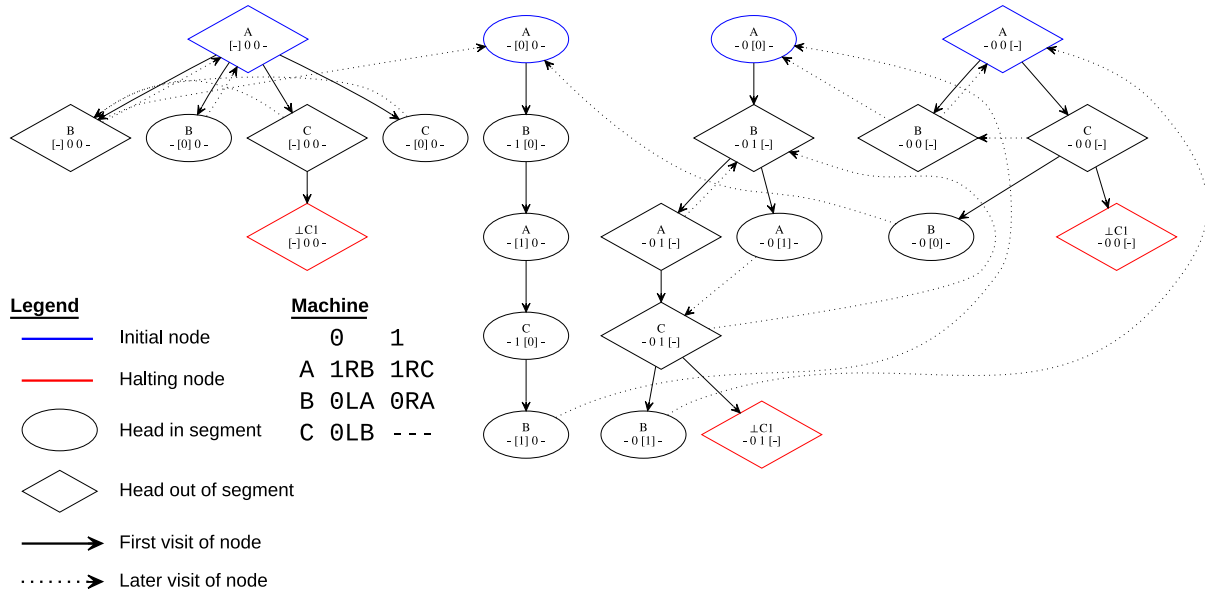 A
[-] 0 0 -
A
- [0] 0 -
A
- 0 [0] -
A
- 0 0 [-]
B
[-] 0 0 -
B
- [0] 0 -
C
[-] 0 0 -
C
- [0] 0 -
B
- 1 [0] -
B
- 0 1 [-]
B
- 0 0 [-]
C
- 0 0 [-]
⊥C1
[-] 0 0 -
A
- [1] 0 -
A
- 0 1 [-]
A
- 0 [1] -
B
- 0 [0] -
⊥C1
- 0 0 [-]
C
- 1 [0] -
C
- 0 1 [-]
B
- [1] 0 -
B
- 0 [1] -
⊥C1
- 0 1 [-]
Legend
Initial node
Halting node
Head in segment
Head out of segment
First visit of node
Later visit of node
Machine
0 1
A 1RB 1RC
B 0LA 0RA
C 0LB ---